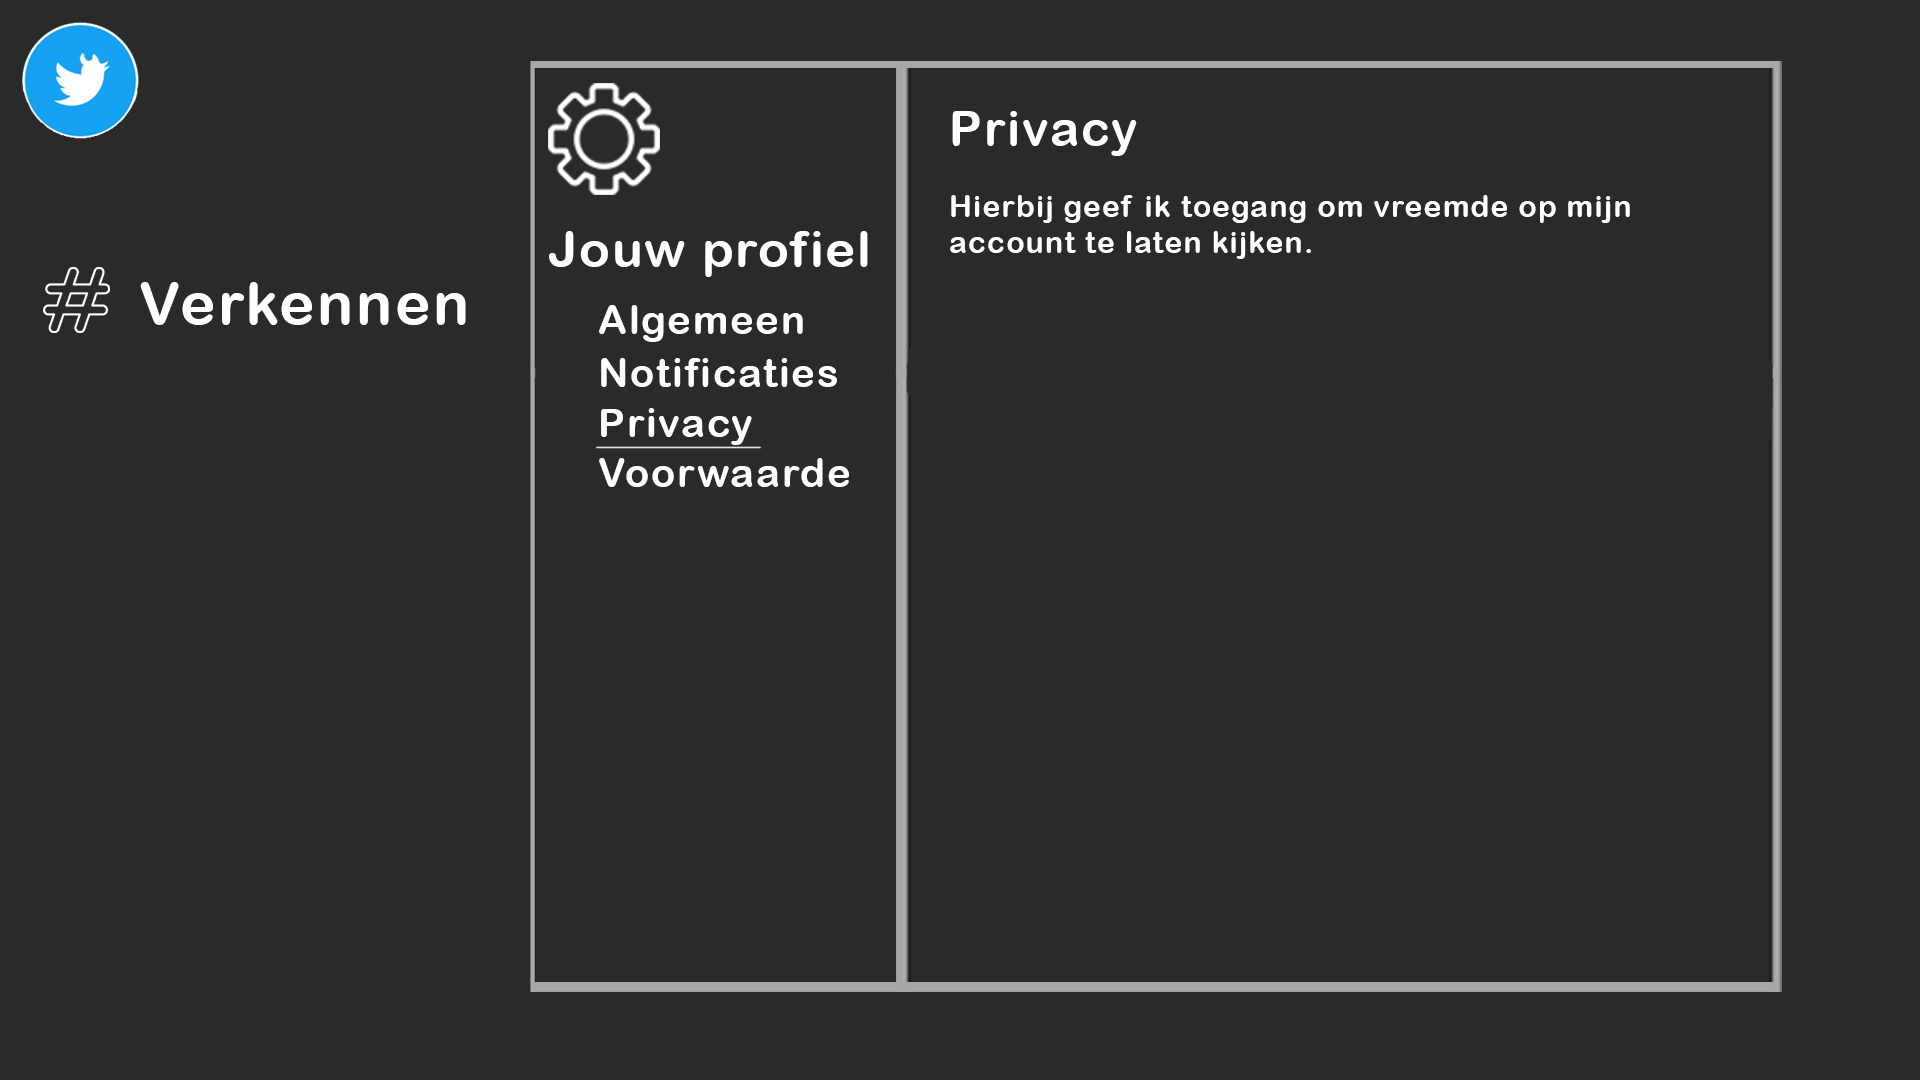 # Verkennen
Jouw profiel
Algemeen
Notificaties
Privacy
Voorwaarde
Privacy
Hierbij geef ik toegang om vreemde op mijn
account te laten kijken.